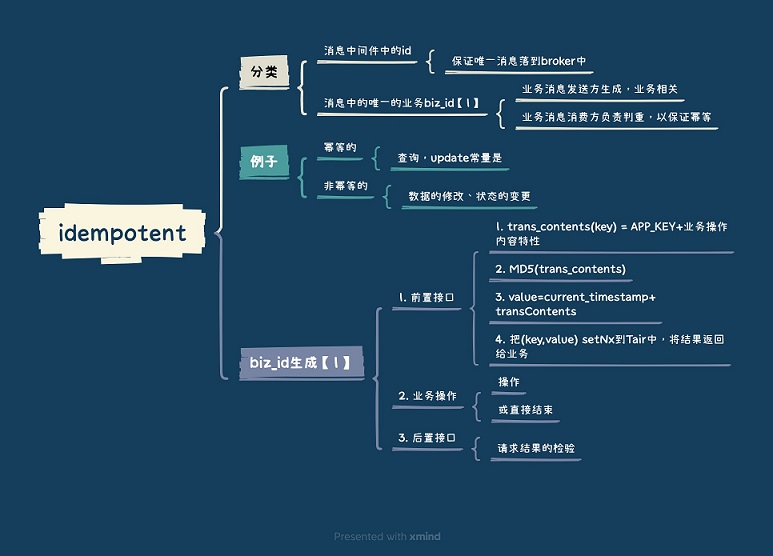 idempotent
分类
消息中间件中的id
保证唯一消息落到broker中
消息中的唯一的业务biz_id【1】
业务消息发送方生成，业务相关
业务消息消费方负责判重，以保证幂等
例子
幂等的
查询，update常量是
非幂等的
数据的修改、状态的变更
biz_id生成【1】
1. 前置接口
1. trans_contents(key) = APP_KEY+业务操作
内容特性
2. MD5(trans_contents)
3. value=current_timestamp+
transContents
4. 把(key,value) setNx到Tair中，将结果返回
给业务
2. 业务操作
操作
或直接结束
3. 后置接口
请求结果的检验
Presented with xmind